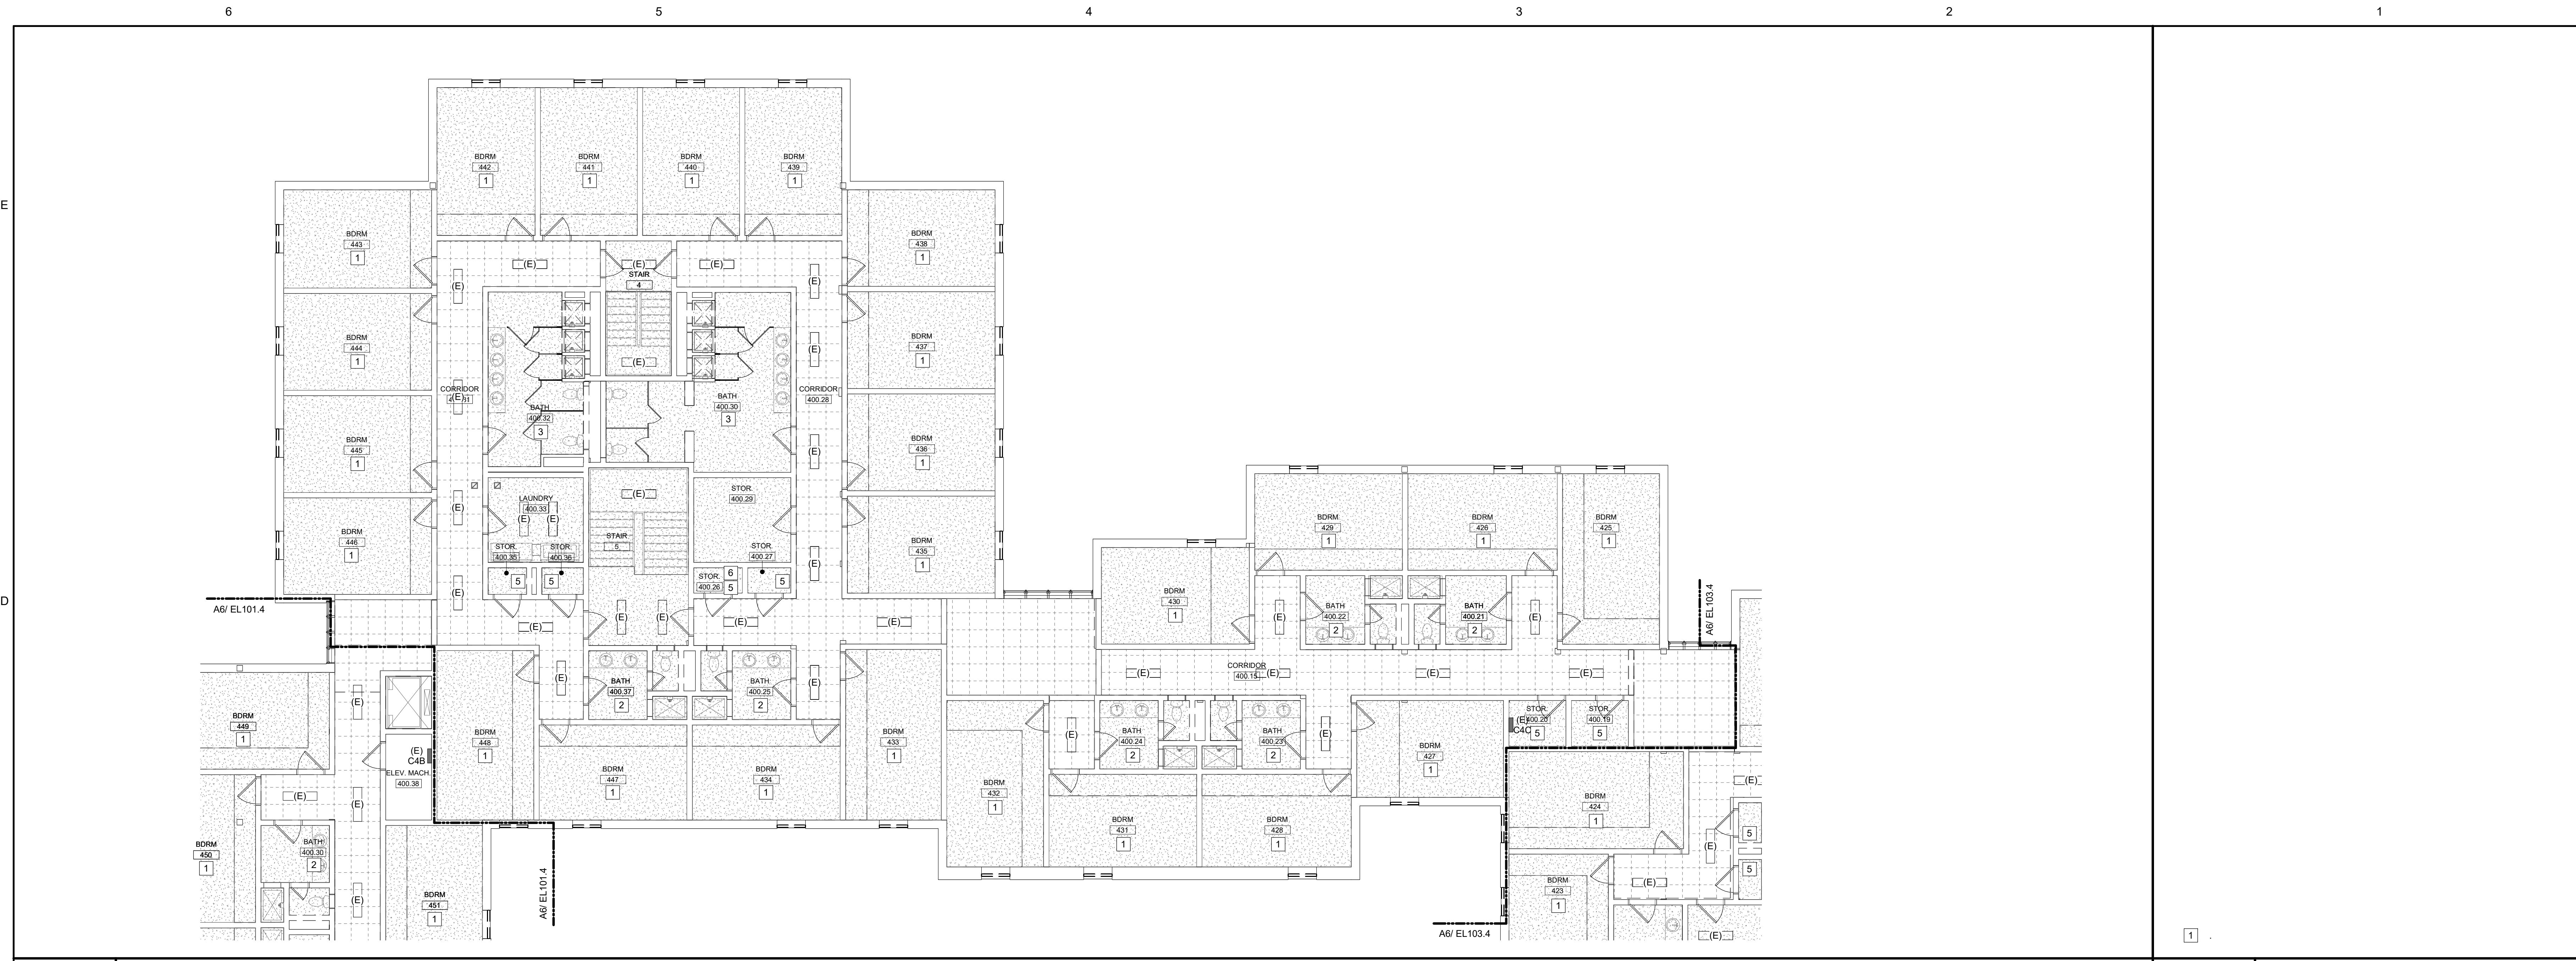 6
5
4
3
2
1
E
D
BDRM
442
1
BDRM
441
1
BDRM
440
1
BDRM
439
1
BDRM
443
1
BDRM
438
1
(E)
(E)
(E)
STAIR
4
(E)
(E)
BDRM
444
1
BDRM
437
1
(E)
(E)
CORRIDOR
(E)
BATH
400.32
3
BATH
400.30
3
CORRIDOR
400.28
BDRM
445
1
BDRM
436
1
(E)
(E)
(E)
(E)
LAUNDRY
400.33
(E)
(E)
STOR.
400.29
BDRM
446
1
STAIR
5
STOR.
400.35
5
STOR.
400.36
5
STOR.
400.27
5
STOR.
400.26
6
5
BDRM
435
1
(E)
(E)
(E)
(E)
(E)
(E)
(E)
A6/ EL101.4
BDRM
429
1
BDRM
426
1
BDRM
425
1
BDRM
430
1
(E)
BATH
400.22
2
BATH
400.21
2
(E)
A6/ EL103.4
(E)
CORRIDOR
400.15
(E)
(E)
(E)
(E)
BATH
400.37
2
BATH
400.25
2
(E)
BDRM
449
1
(E)
BDRM
448
1
BDRM
433
1
(E)
C4B
ELEV. MACH.
400.38
BDRM
447
1
BDRM
434
1
(E)
BATH
400.24
2
BATH
400.23
2
(E)
BDRM
427
1
STOR.
400.20
(E)
C4C
5
STOR.
400.19
5
BDRM
432
1
BDRM
431
1
BDRM
428
1
BDRM
424
1
(E)
(E)
(E)
BDRM
450
1
BATH
400.30
2
(E)
BDRM
451
1
A6/ EL101.4
(E)
5
5
BDRM
423
1
(E)
(E)
A6/ EL103.4
1 .